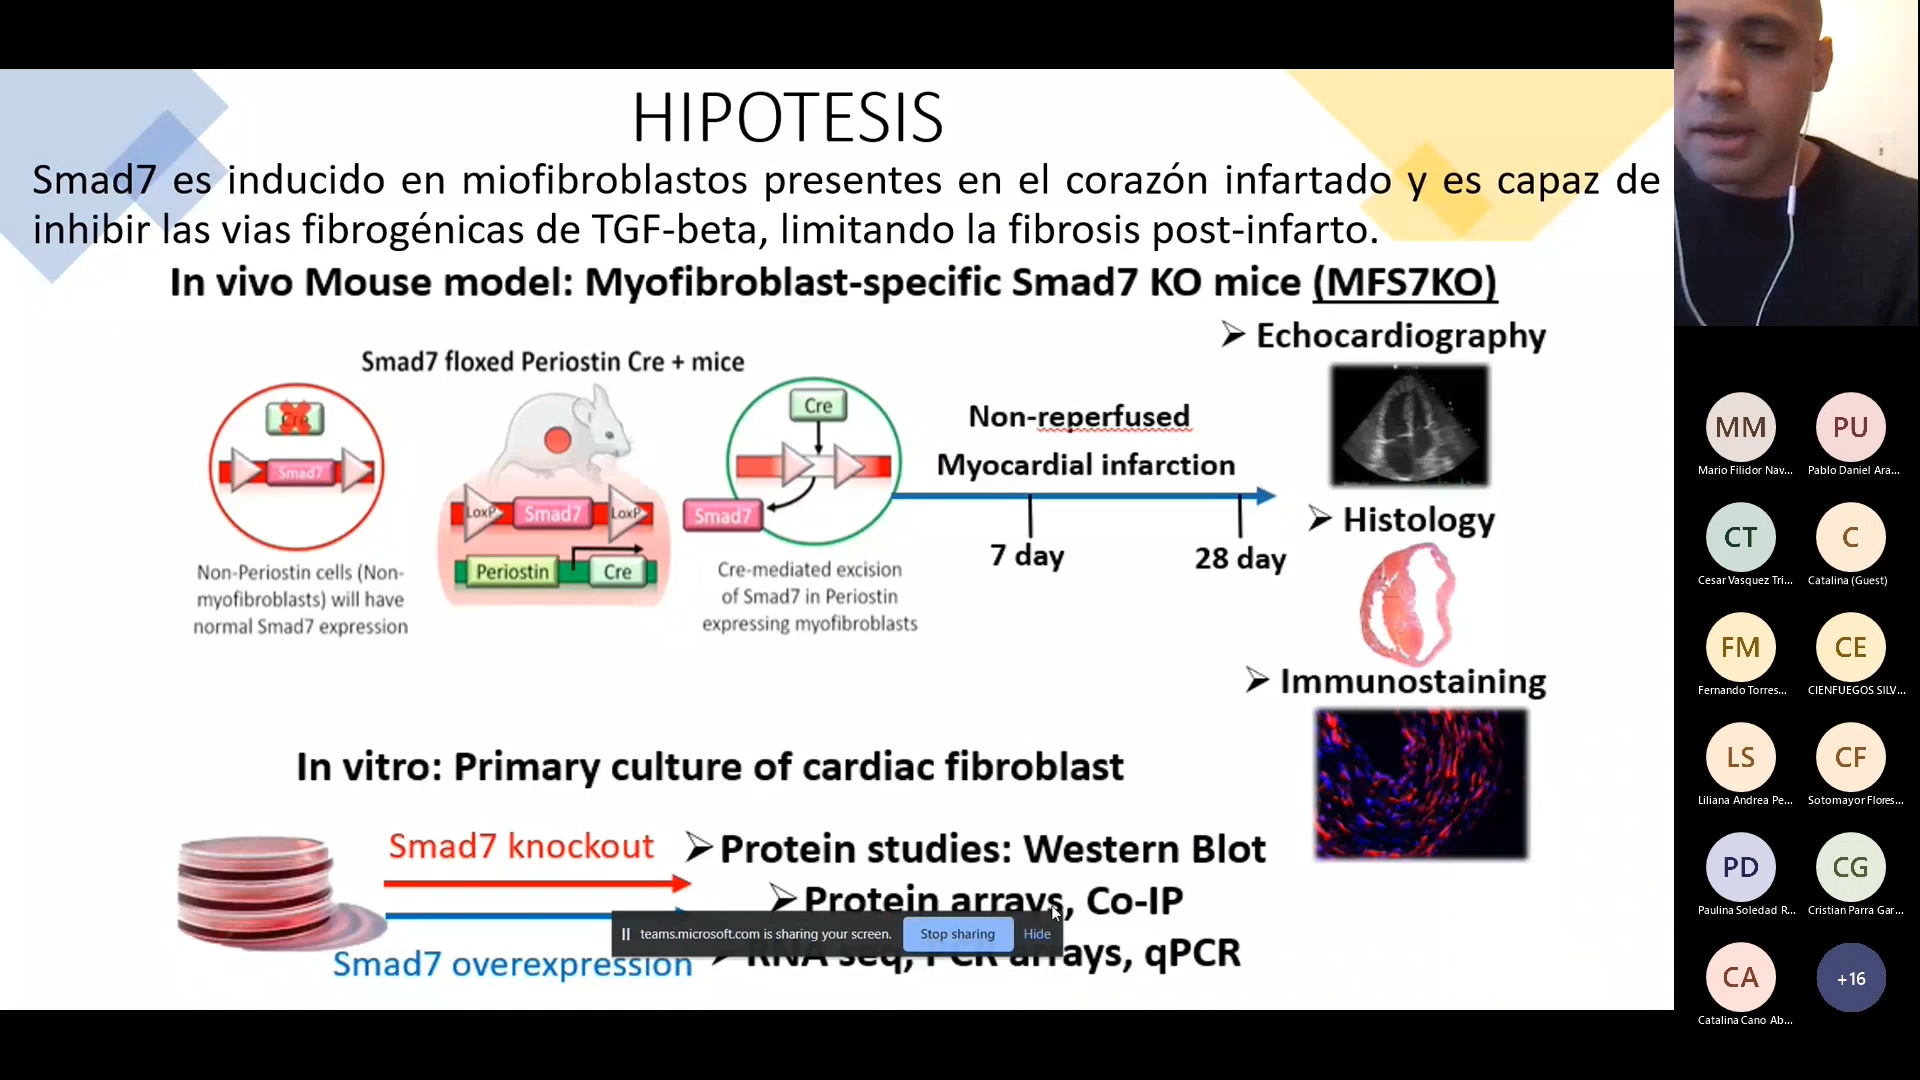 HIPOTESIS
Smad7 es inducido en miofibroblastos presentes en el corazón infartado y es capaz de
inhibir las vias fibrogénicas de TGF-beta, limitando la fibrosis post-infarto.
In vivo Mouse model: Myofibroblast-specific Smad7 KO mice (MFS7KO)
Smad7 floxed Periostin Cre + mice
Cre
Smad7
Non-Periostin cells (Non-
myofibroblasts) will have
normal Smad7 expression
LoxP Smad7 LoxP
Periostin Cre
Cre
Smad7
Cre-mediated excision
of Smad7 in Periostin
expressing myofibroblasts
Non-reperfused
Myocardial infarction
7 day
28 day
➢ Echocardiography
➢ Histology
➢ Immunostaining
In vitro: Primary culture of cardiac fibroblast
Smad7 knockout
Smad7 overexpression
➢ Protein studies: Western Blot
➢ Protein arrays, Co-IP
➢ RNA seq, PCR arrays, qPCR
teams.microsoft.com is sharing your screen.
Stop sharing
Hide
MM
Mario Filidor Nav...
PU
Pablo Daniel Ara...
CT
Cesar Vasquez Tri...
C
Catalina (Guest)
FM
Fernando Torres...
CE
CIENFUEGOS SILV...
LS
Liliana Andrea Pe...
CF
Sotomayor Flores...
PD
Paulina Soledad R...
CG
Cristian Parra Gar...
CA
Catalina Cano Ab...
+16